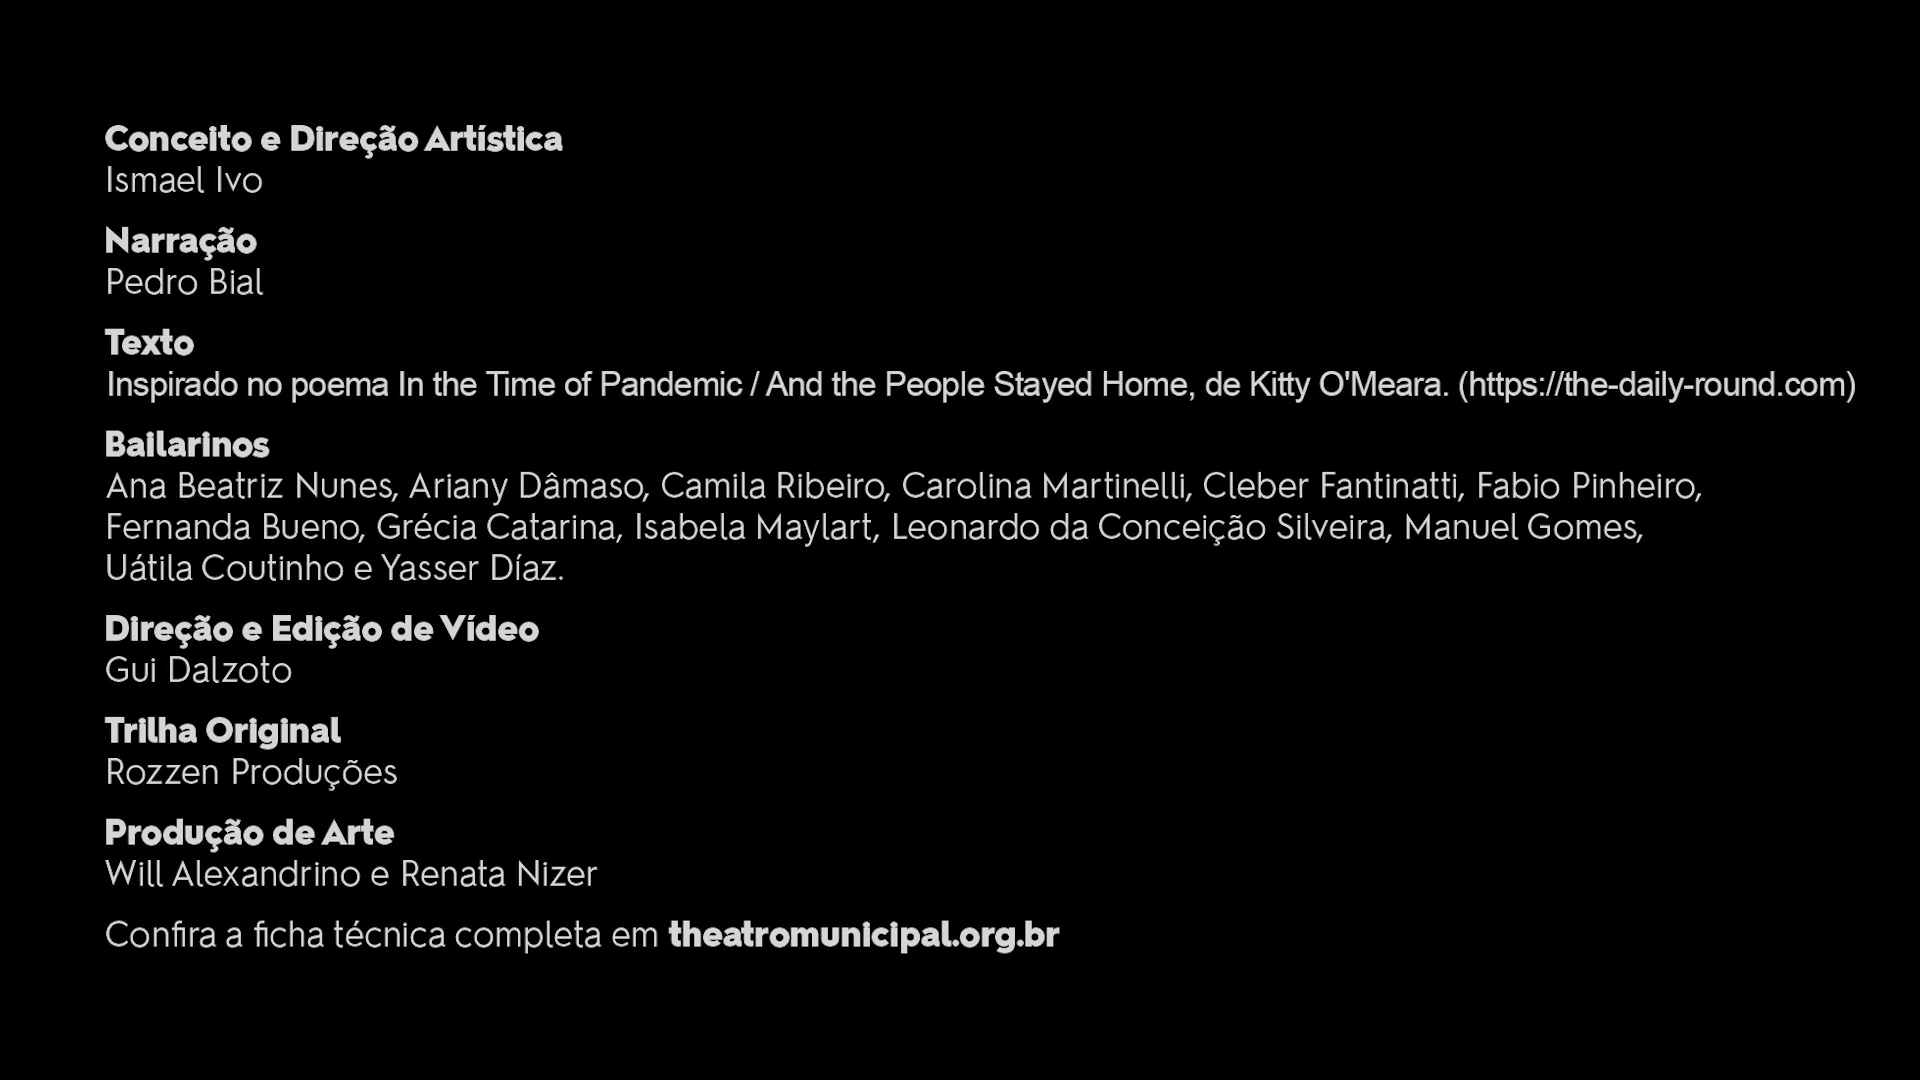 Conceito e Direção Artística
Ismael Ivo
Narração
Pedro Bial
Texto
Inspirado no poema In the Time of Pandemic / And the People Stayed Home, de Kitty O'Meara. (https://the-daily-round.com)
Bailarinos
Ana Beatriz Nunes, Ariany Dâmaso, Camila Ribeiro, Carolina Martinelli, Cleber Fantinatti, Fabio Pinheiro,
Fernanda Bueno, Grécia Catarina, Isabela Maylart, Leonardo da Conceição Silveira, Manuel Gomes,
Uátila Coutinho e Yasser Díaz.
Direção e Edição de Vídeo
Gui Dalzoto
Trilha Original
Rozzen Produções
Produção de Arte
Will Alexandrino e Renata Nizer
Confira a ficha técnica completa em theatromunicipal.org.br